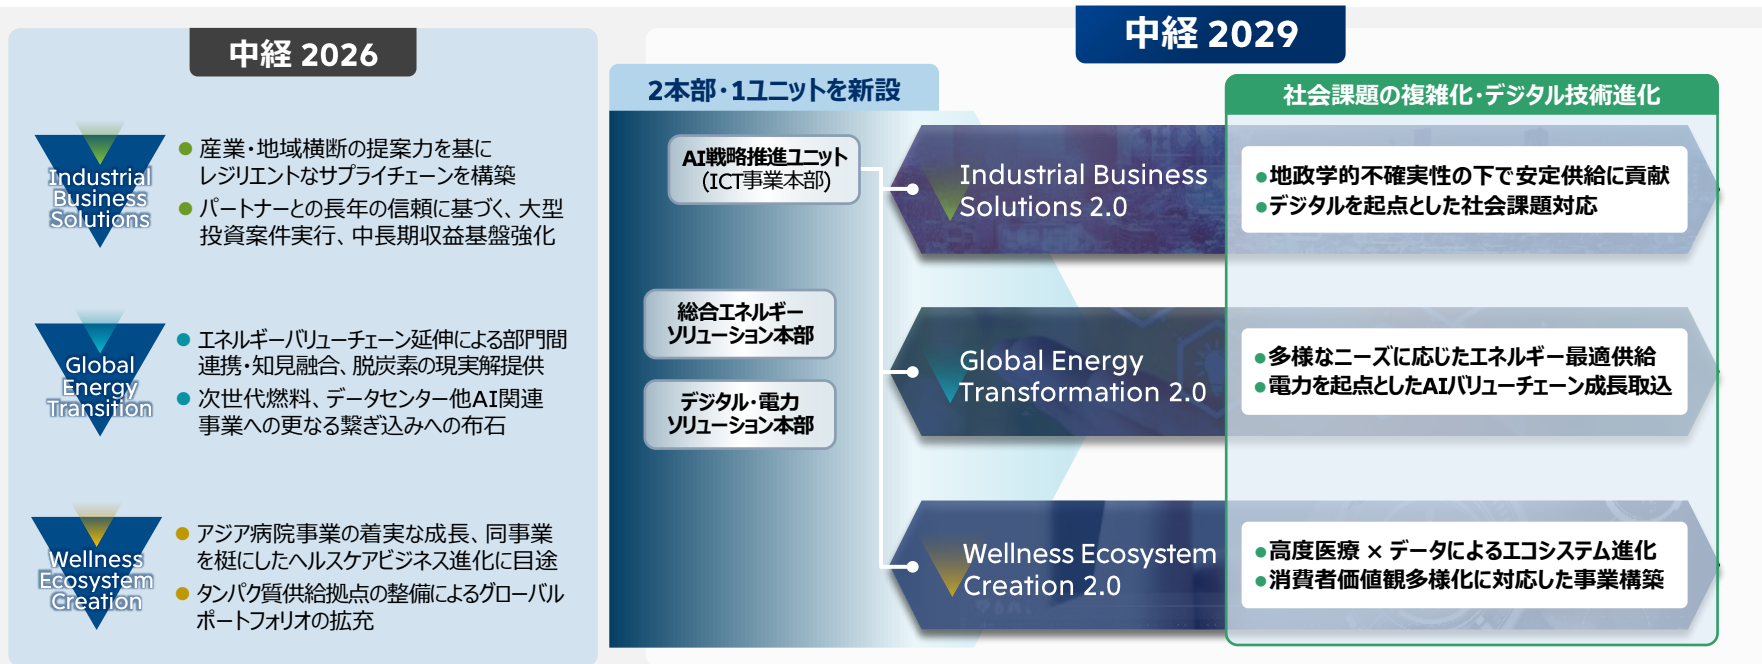 中経 2026
Industrial
Business
Solutions
● 産業・地域横断の提案力を基に
レジリエントなサプライチェーンを構築
● パートナーとの長年の信頼に基づく、大型
投資案件実行、中長期収益基盤強化
Global
Energy
Transition
● エネルギーバリューチェーン延伸による部門間
連携・知見融合、脱炭素の現実解提供
● 次世代燃料、データセンター他AI関連
事業への更なる繋ぎ込みへの布石
Wellness
Ecosystem
Creation
● アジア病院事業の着実な成長、同事業
を梃にしたヘルスケアビジネス進化に目途
● タンパク質供給拠点の整備によるグローバル
ポートフォリオの拡充
中経 2029
2本部・1ユニットを新設
AI戦略推進ユニット
(ICT事業本部)
総合エネルギー
ソリューション本部
デジタル・電力
ソリューション本部
社会課題の複雑化・デジタル技術進化
Industrial Business
Solutions 2.0
●地政学的不確実性の下で安定供給に貢献
●デジタルを起点とした社会課題対応
Global Energy
Transformation 2.0
●多様なニーズに応じたエネルギー最適供給
●電力を起点としたAIバリューチェーン成長取込
Wellness Ecosystem
Creation 2.0
●高度医療 × データによるエコシステム進化
●消費者価値観多様化に対応した事業構築